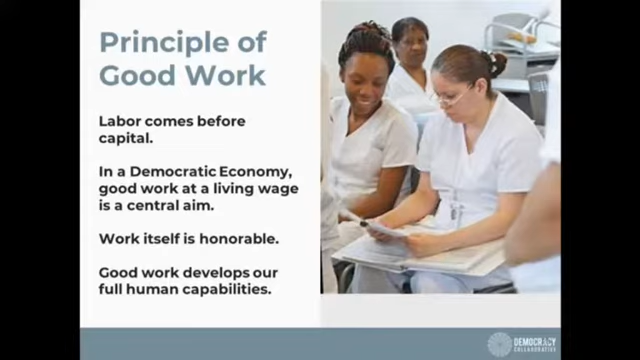 Principle of
Good Work
Labor comes before
capital.
In a Democratic Economy,
good work at a living wage
is a central aim.
Work itself is honorable.
Good work develops our
full human capabilities.
DEMOCRACY
COLLABORATIVE